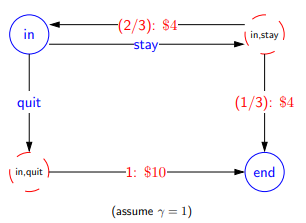 (2/3): $4
in
stay
in,stay
quit
(1/3): $4
in,quit
1: $10
end
(assume γ = 1)